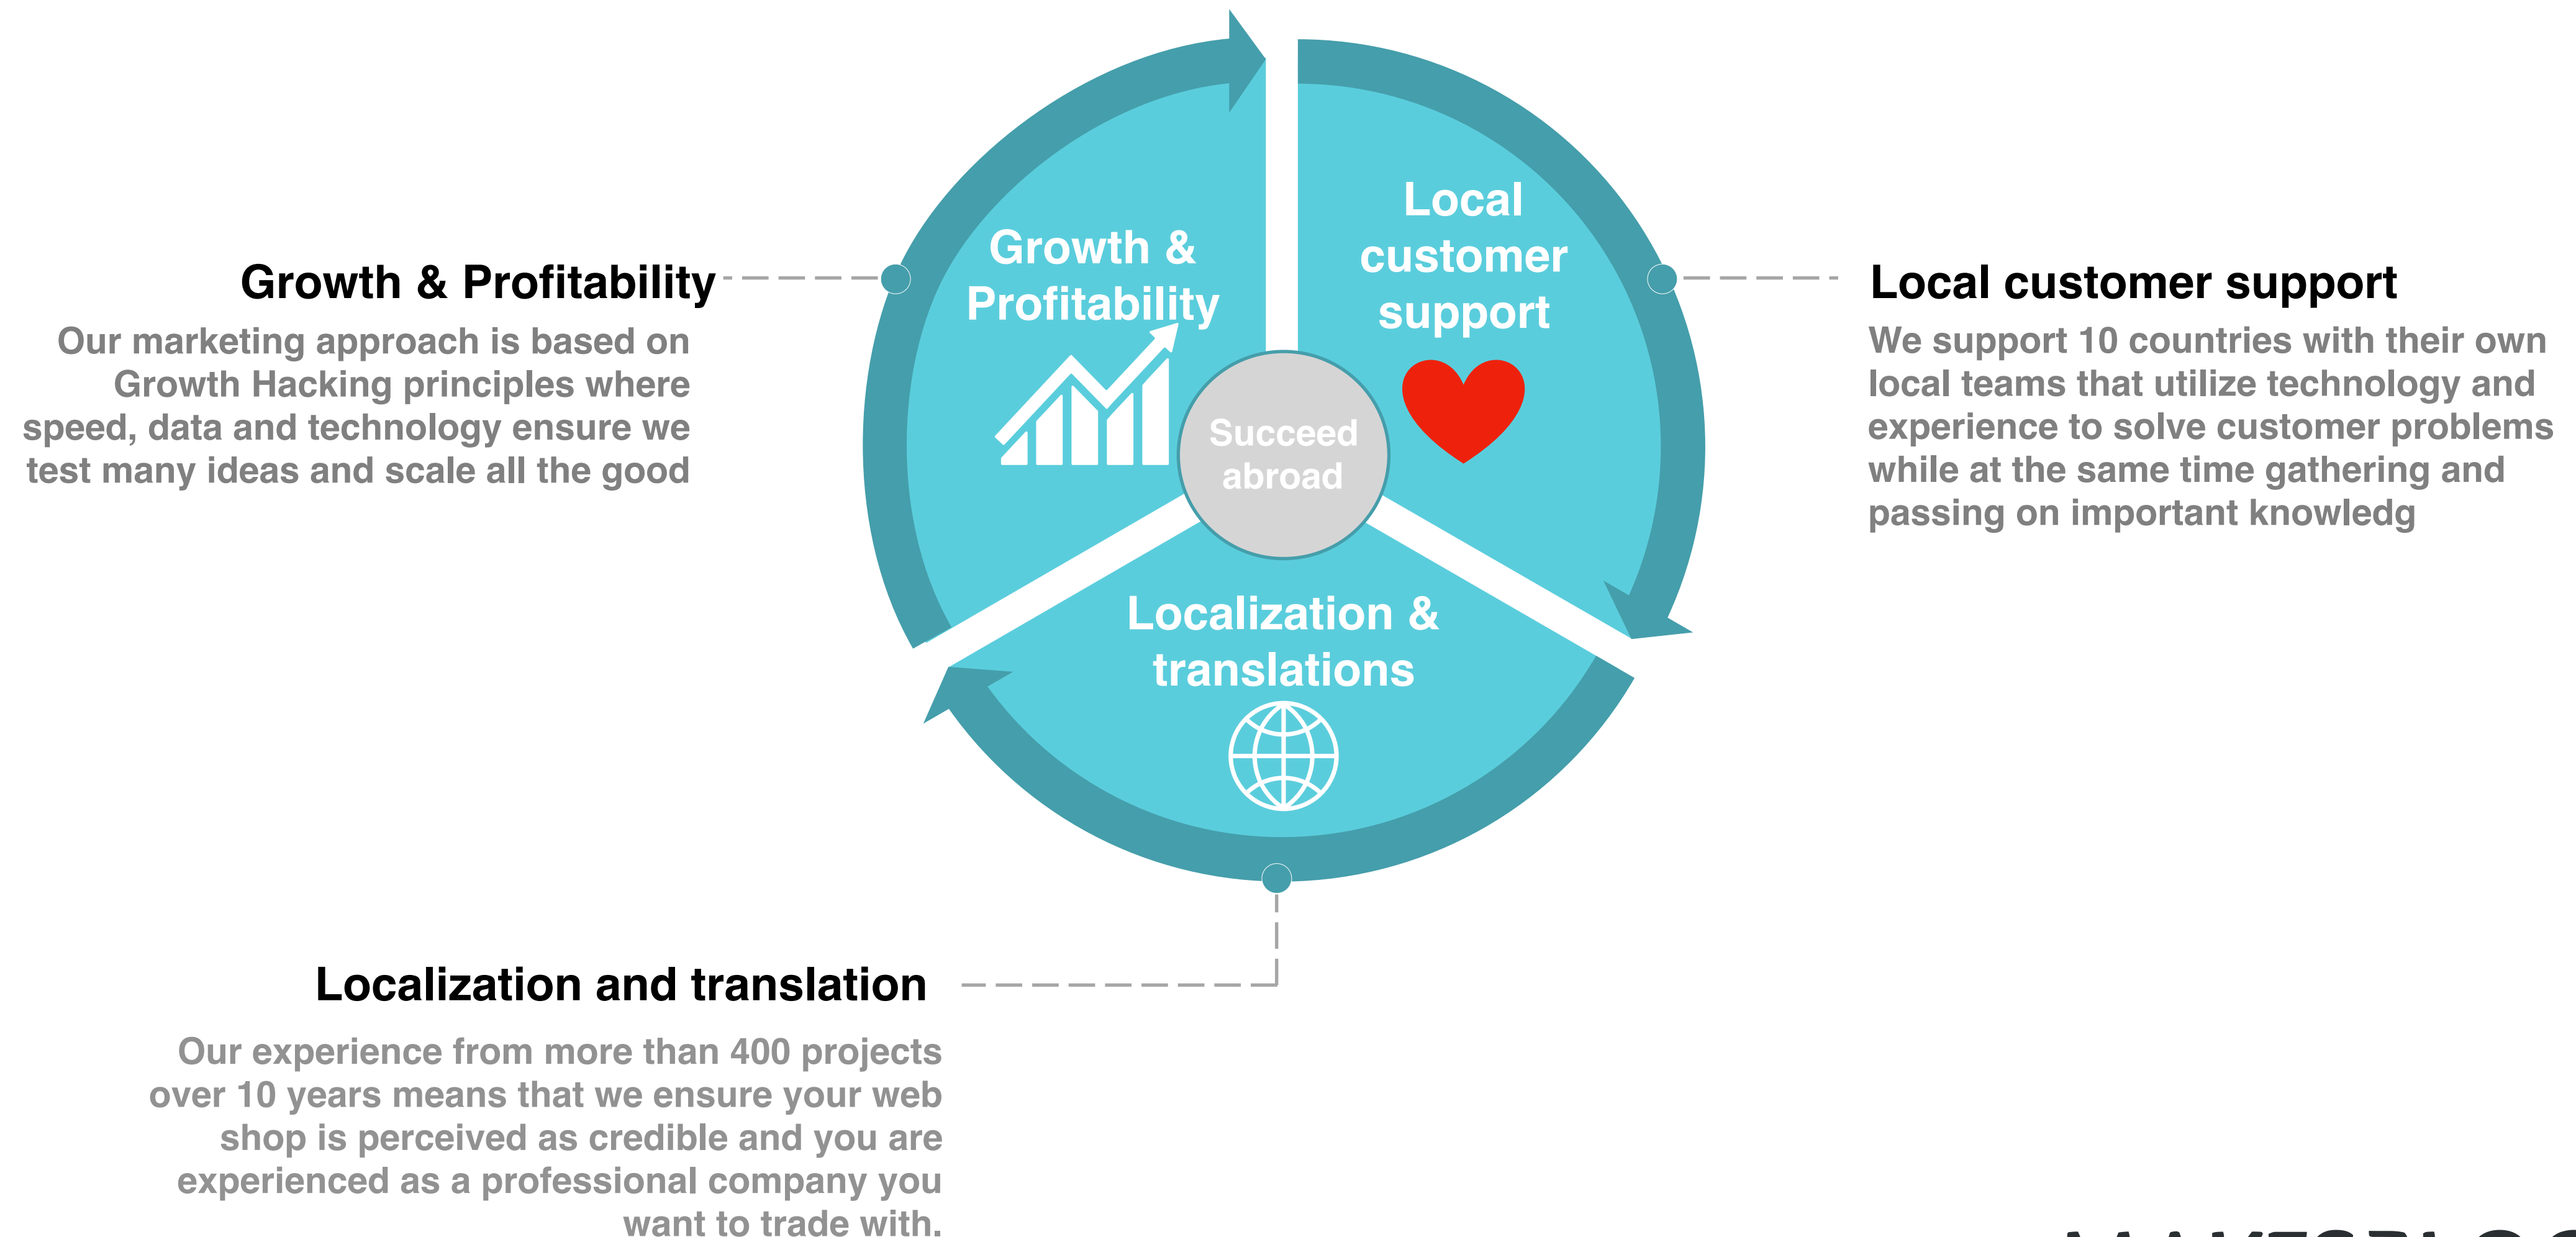 Growth &
Profitability
Local
customer
support
Succeed
abroad
Localization &
translations
Growth & Profitability
Our marketing approach is based on
Growth Hacking principles where
speed, data and technology ensure we
test many ideas and scale all the good
Local customer support
We support 10 countries with their own
local teams that utilize technology and
experience to solve customer problems
while at the same time gathering and
passing on important knowledg
Localization and translation
Our experience from more than 400 projects
over 10 years means that we ensure your web
shop is perceived as credible and you are
experienced as a professional company you
want to trade with.